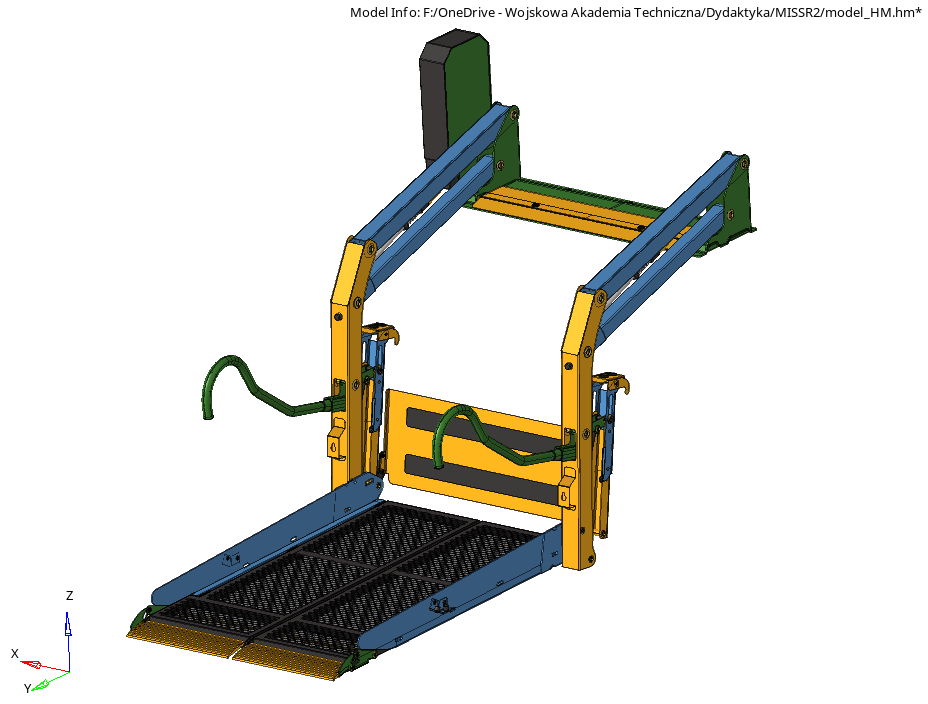 Model Info: F:/OneDrive - Wojskowa Akademia Techniczna/Dydaktyka/MISSR2/model_HM.hm*
Z
X
Y